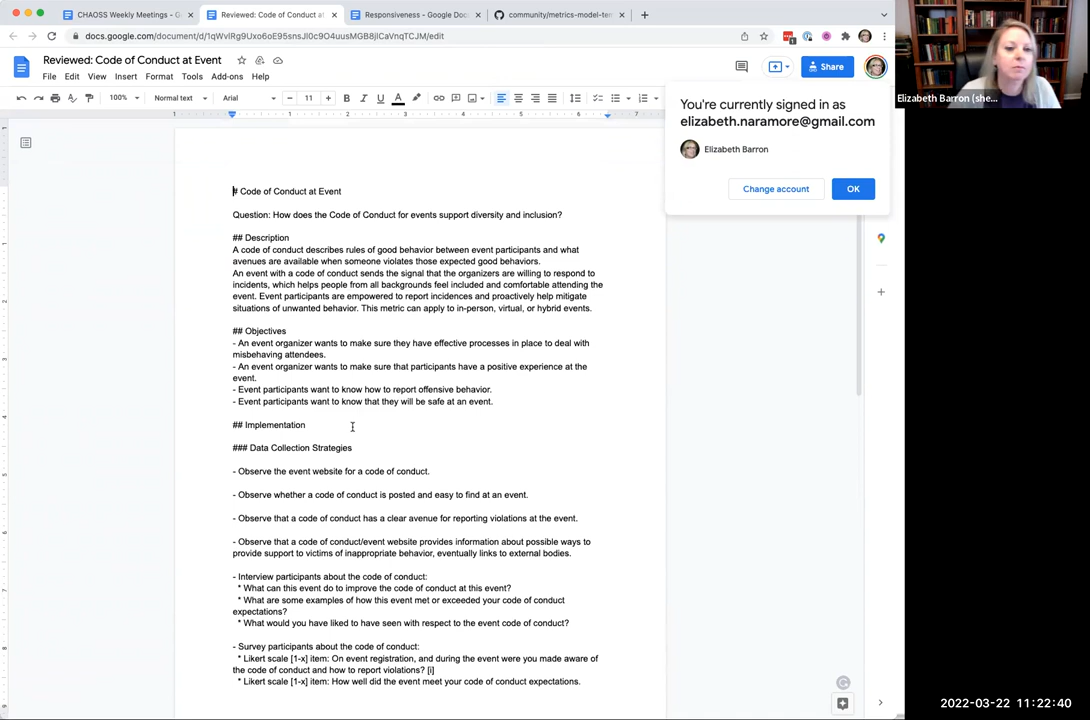 CHAOSS Weekly Meetings - G
Reviewed: Code of Conduct at
Responsiveness - Google Doc
community/metrics-model-tem
docs.google.com/document/d/1qWvlRg9Uxo6oE95snsJl0c9O4uusMGB8jlCaVnqTCJM/edit
Reviewed: Code of Conduct at Event
File Edit View Insert Format Tools Add-ons Help
Share
100% Normal text Arial 11
You're currently signed in as
elizabeth.naramore@gmail.com
Elizabeth Barron
Change account OK
Elizabeth Barron (she...
# Code of Conduct at Event
Question: How does the Code of Conduct for events support diversity and inclusion?
## Description
A code of conduct describes rules of good behavior between event participants and what
avenues are available when someone violates those expected good behaviors.
An event with a code of conduct sends the signal that the organizers are willing to respond to
incidents, which helps people from all backgrounds feel included and comfortable attending the
event. Event participants are empowered to report incidences and proactively help mitigate
situations of unwanted behavior. This metric can apply to in-person, virtual, or hybrid events.
## Objectives
- An event organizer wants to make sure they have effective processes in place to deal with
misbehaving attendees.
- An event organizer wants to make sure that participants have a positive experience at the
event.
- Event participants want to know how to report offensive behavior.
- Event participants want to know that they will be safe at an event.
## Implementation
### Data Collection Strategies
- Observe the event website for a code of conduct.
- Observe whether a code of conduct is posted and easy to find at an event.
- Observe that a code of conduct has a clear avenue for reporting violations at the event.
- Observe that a code of conduct/event website provides information about possible ways to
provide support to victims of inappropriate behavior, eventually links to external bodies.
- Interview participants about the code of conduct:
* What can this event do to improve the code of conduct at this event?
* What are some examples of how this event met or exceeded your code of conduct
expectations?
* What would you have liked to have seen with respect to the event code of conduct?
- Survey participants about the code of conduct:
* Likert scale [1-x] item: On event registration, and during the event were you made aware of
the code of conduct and how to report violations? [i]
* Likert scale [1-x] item: How well did the event meet your code of conduct expectations.
2022-03-22 11:22:40